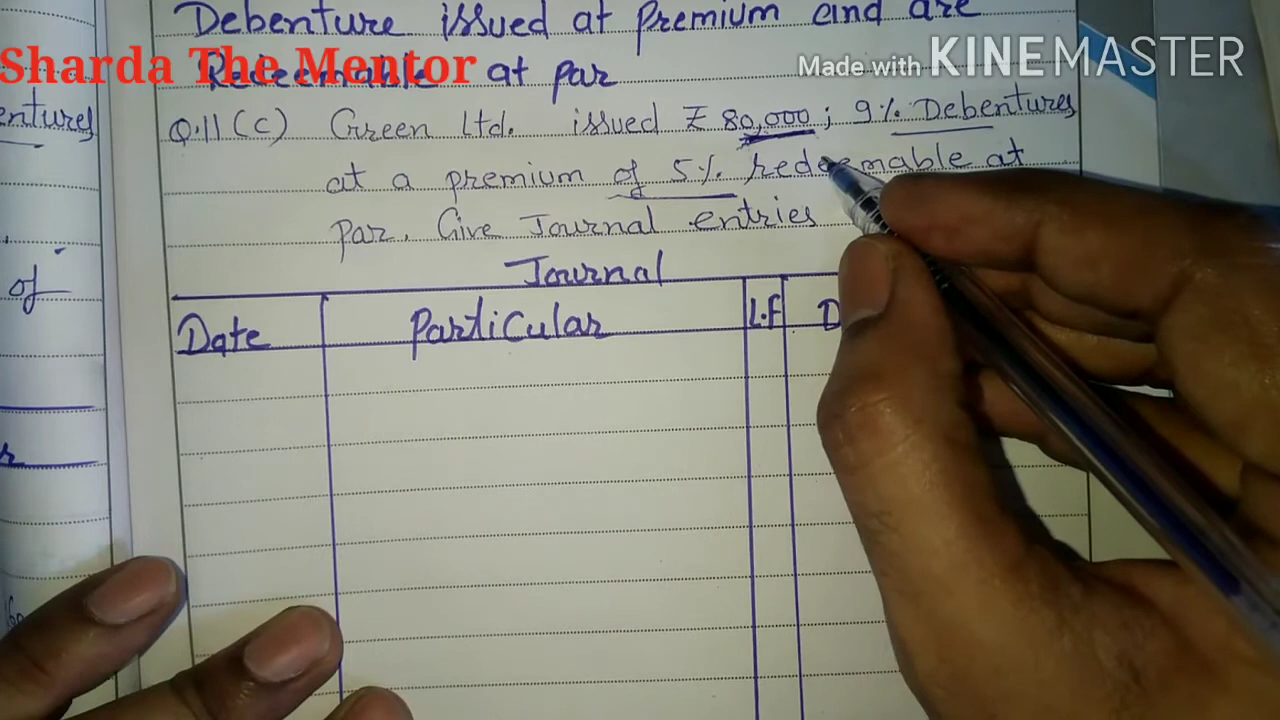 Debenture issued at Premium and are
Sharda The Mentor
Redeemable at par
Made with KINEMASTER
entures
Q.11 (c) Green Ltd. issued ₹ 80,000 ; 9% Debentures
at a premium of 5% redeemable at
par. Give Journal entries
of
Journal
Date Particular L.F D